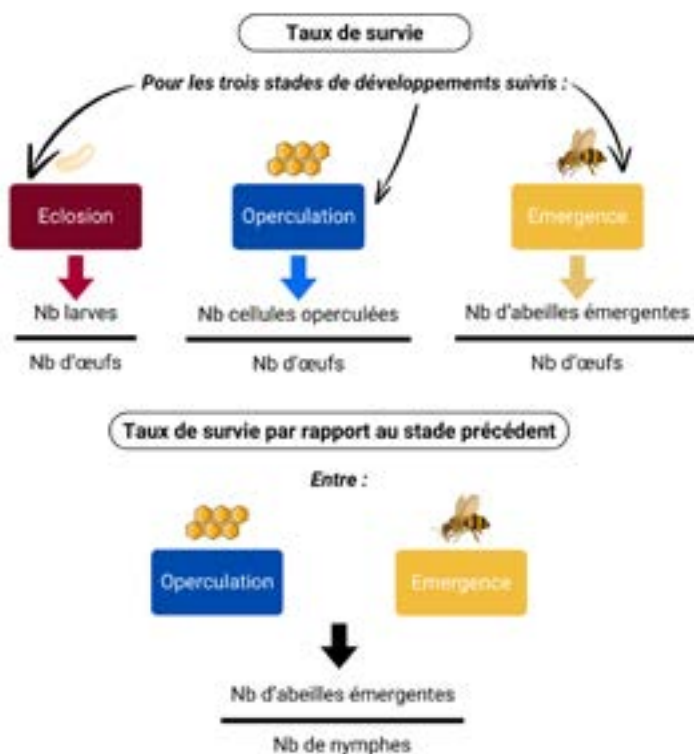 Taux de survie
Pour les trois stades de développements suivis :
Eclosion
Operculation
Emergence
Nb larves
Nb d'œufs
Nb cellules operculées
Nb d'œufs
Nb d'abeilles émergentes
Nb d'œufs
Taux de survie par rapport au stade précédent
Entre :
Operculation
Emergence
Nb d'abeilles émergentes
Nb de nymphes